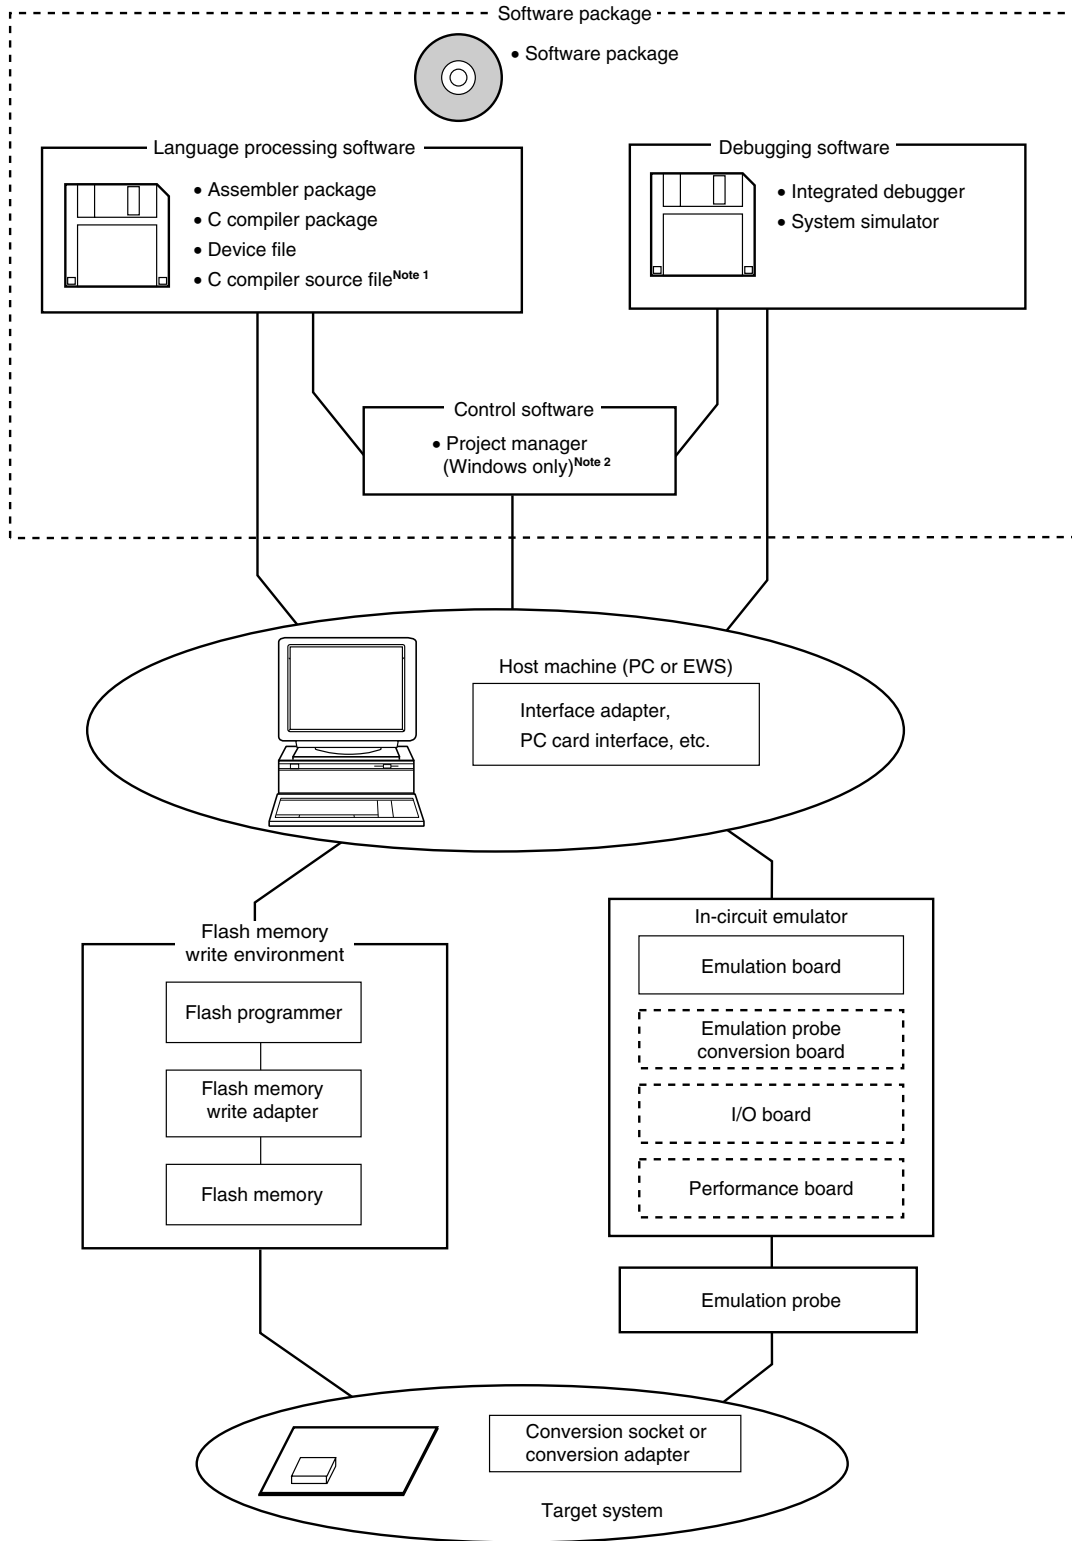 Software package
• Software package
Language processing software
• Assembler package
• C compiler package
• Device file
• C compiler source fileNote 1
Debugging software
• Integrated debugger
• System simulator
Control software
• Project manager
(Windows only)Note 2
Host machine (PC or EWS)
Interface adapter,
PC card interface, etc.
Flash memory
write environment
Flash programmer
Flash memory
write adapter
Flash memory
In-circuit emulator
Emulation board
Emulation probe
conversion board
I/O board
Performance board
Emulation probe
Conversion socket or
conversion adapter
Target system